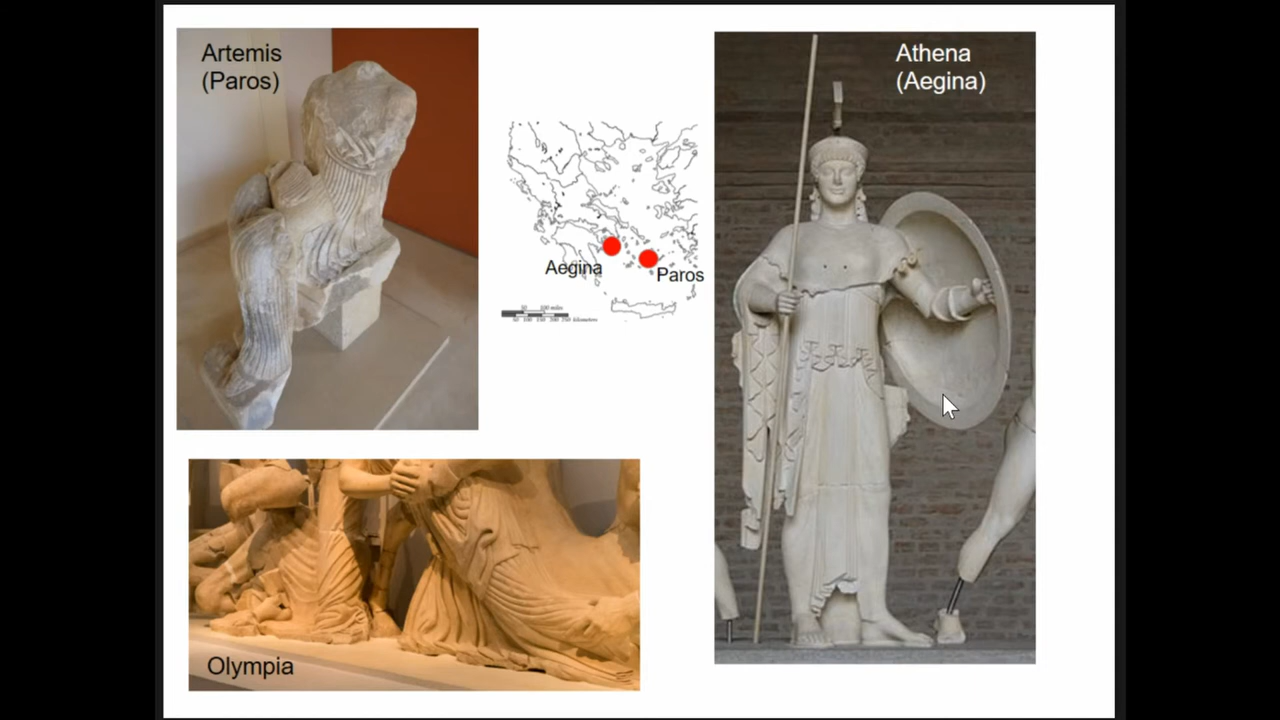 Artemis
(Paros)
Athena
(Aegina)
Aegina
Paros
Olympia